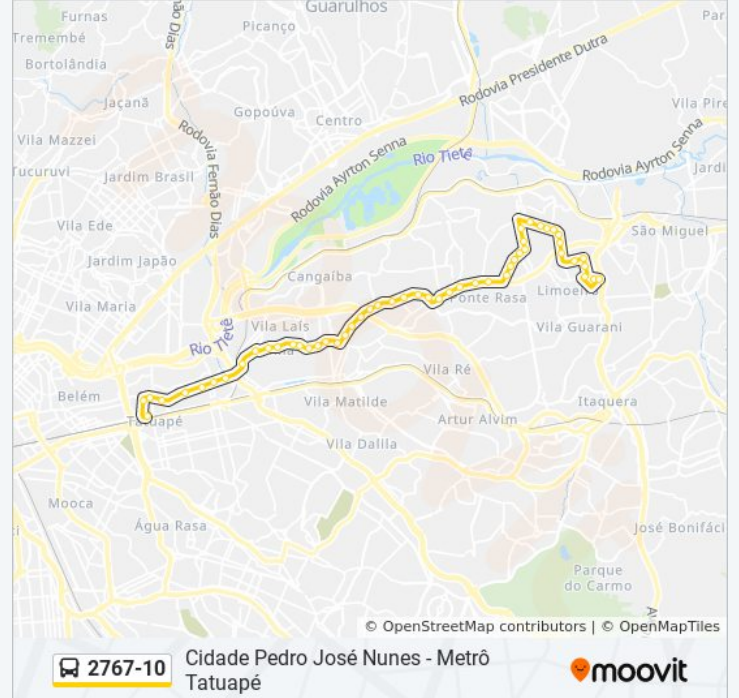 Furnas
Guarulhos
Picanço
Tremembé
ão Dias
Par
Bortolândia
Rodovia Presidente Dutra
Jaçanã
Gopoúva
Centro
Vila Pire
Vila Mazzei
Rodovia Fernão Dias
Rodovia Ayrton Senna
Rio Tietê
Rodovia Ayrton Senna
Tucuruvi
Jardim Brasil
Jardi
Vila Ede
São Miguel
Jardim Japão
Cangaíba
Vila Maria
Ponte Rasa
Limoeiro
Rio Tietê
Vila Laís
Vila Guarani
Vila Ré
Belém
Vila Matilde
Itaquera
Tatuapé
Artur Alvim
Vila Dalila
Mooca
Água Rasa
José Bonifáci
Parque
do Carmo
© OpenStreetMap contributors | © OpenMapTiles
2767-10
Cidade Pedro José Nunes - Metrô
Tatuapé
moovit